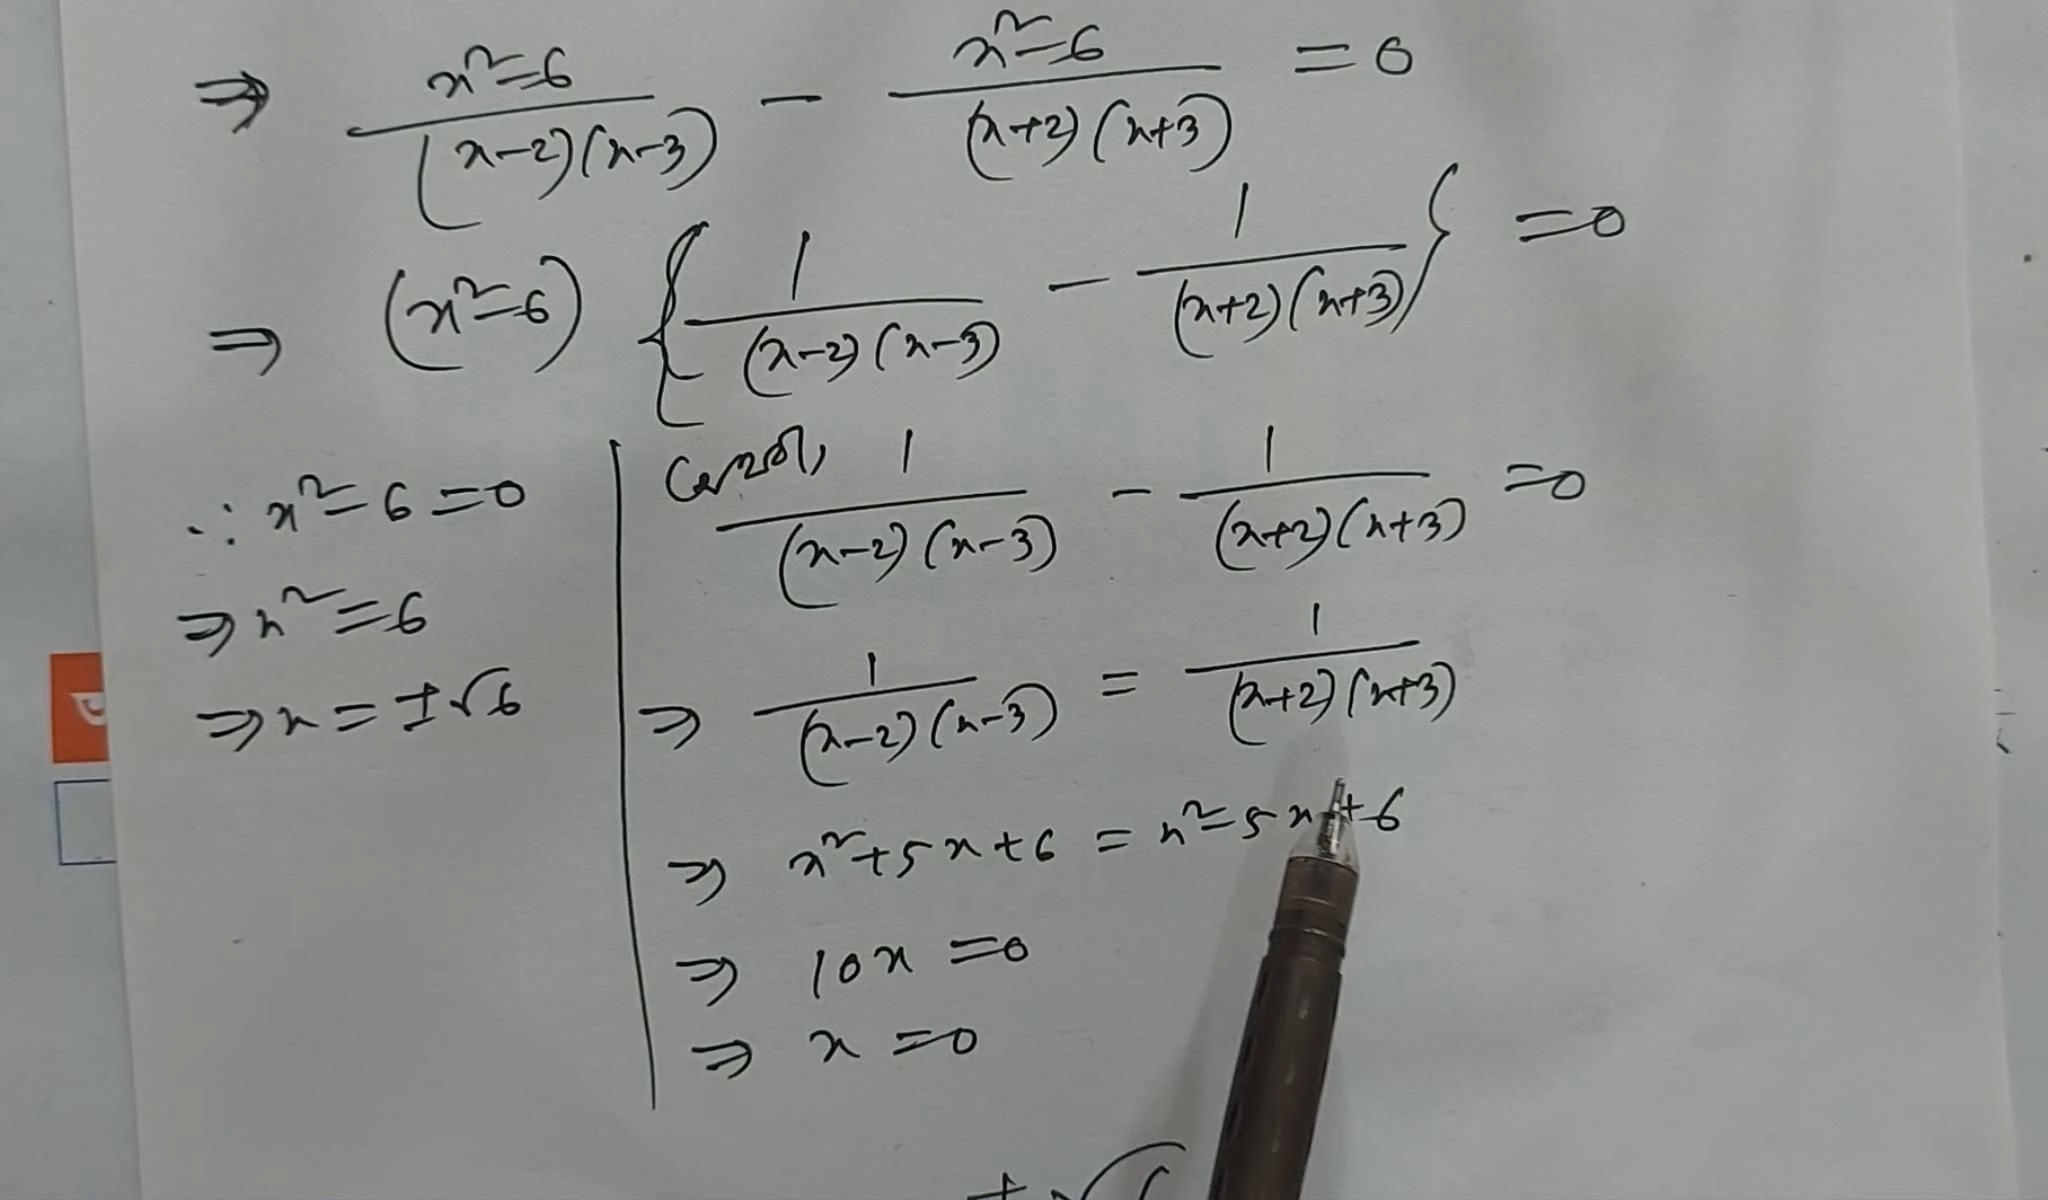 ⇒ x²-6/(x-2)(x-3) - x²-6/(x+2)(x+3) = 0
⇒ (x²-6) { 1/(x-2)(x-3) - 1/(x+2)(x+3) } = 0
∴ x²-6=0
⇒ x²=6
⇒ x=±√6
1/(x-2)(x-3) - 1/(x+2)(x+3) = 0
⇒ 1/(x-2)(x-3) = 1/(x+2)(x+3)
⇒ x²+5x+6 = x²-5x+6
⇒ 10x=0
⇒ x=0